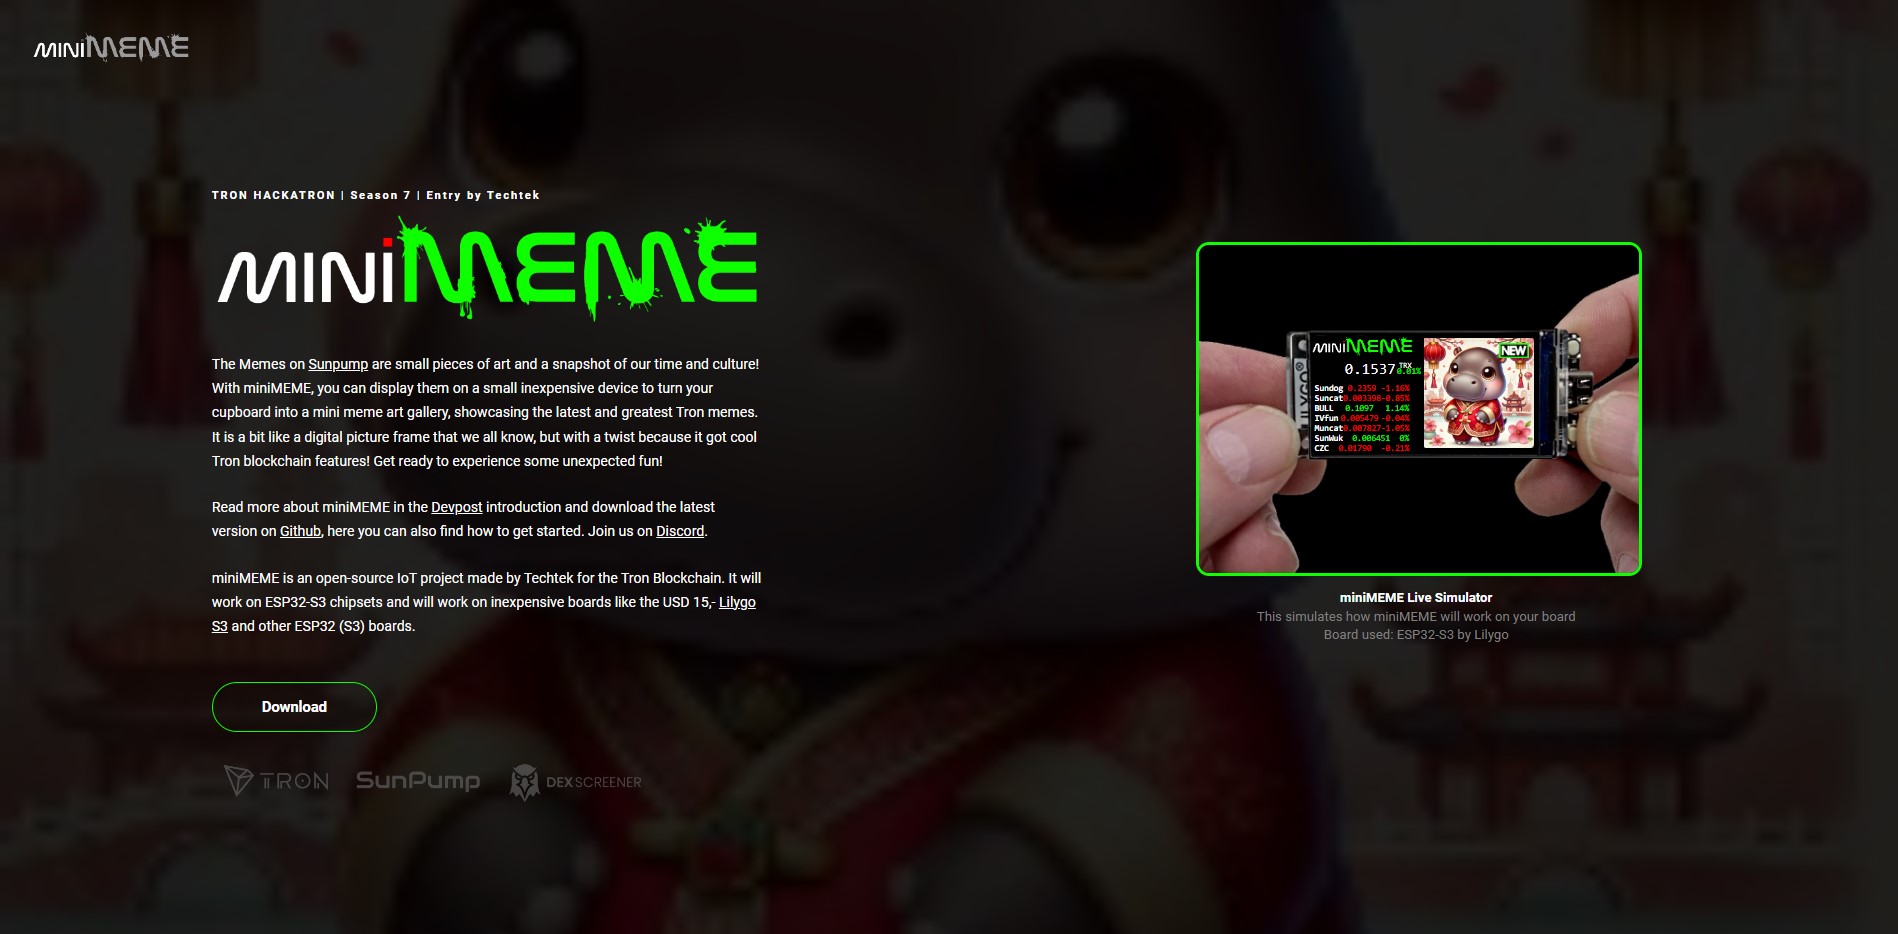 MINiMEME
TRON HACKATRON | Season 7 | Entry by Techtek
MINiMEME
The Memes on Sunpump are small pieces of art and a snapshot of our time and culture!
With miniMEME, you can display them on a small inexpensive device to turn your
cupboard into a mini meme art gallery, showcasing the latest and greatest Tron memes.
It is a bit like a digital picture frame that we all know, but with a twist because it got cool
Tron blockchain features! Get ready to experience some unexpected fun!
Read more about miniMEME in the Devpost introduction and download the latest
version on Github, here you can also find how to get started. Join us on Discord.
miniMEME is an open-source IoT project made by Techtek for the Tron Blockchain. It will
work on ESP32-S3 chipsets and will work on inexpensive boards like the USD 15,- Lilygo
S3 and other ESP32 (S3) boards.
Download
TRON SunPump DEXSCREENER
LILYGO
MINiMEME
NEW
0.1537 TRX
0.01%
Sundog 0.2359 -1.16%
Suncat 0.003398 -0.85%
BULL 0.1097 1.14%
IVfun 0.005479 -0.04%
Muncat 0.007827 -1.05%
SunWuk 0.006451 0%
CZC 0.01790 -0.21%
miniMEME Live Simulator
This simulates how miniMEME will work on your board
Board used: ESP32-S3 by Lilygo